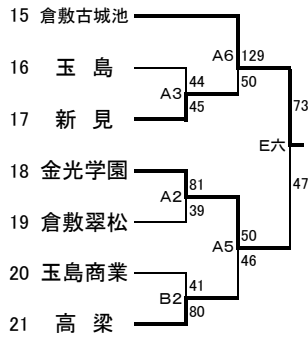 15 倉敷古城池
A6 129
16 玉島 44 50
A3
17 新見 45
73
E六
18 金光学園 81 47
A2
19 倉敷翠松 39 50
A5
20 玉島商業 41 46
B2
21 高梁 80